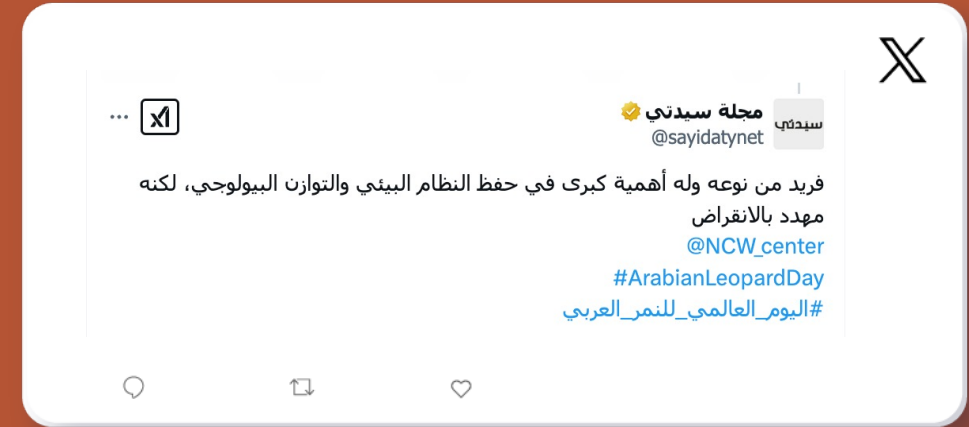 مجلة سيدتي
سيدتي
@sayidatynet
فريد من نوعه وله أهمية كبرى في حفظ النظام البيئي والتوازن البيولوجي، لكنه
مهدد بالانقراض
@NCW_center
#ArabianLeopardDay
#اليوم_العالمي_للنمر_العربي